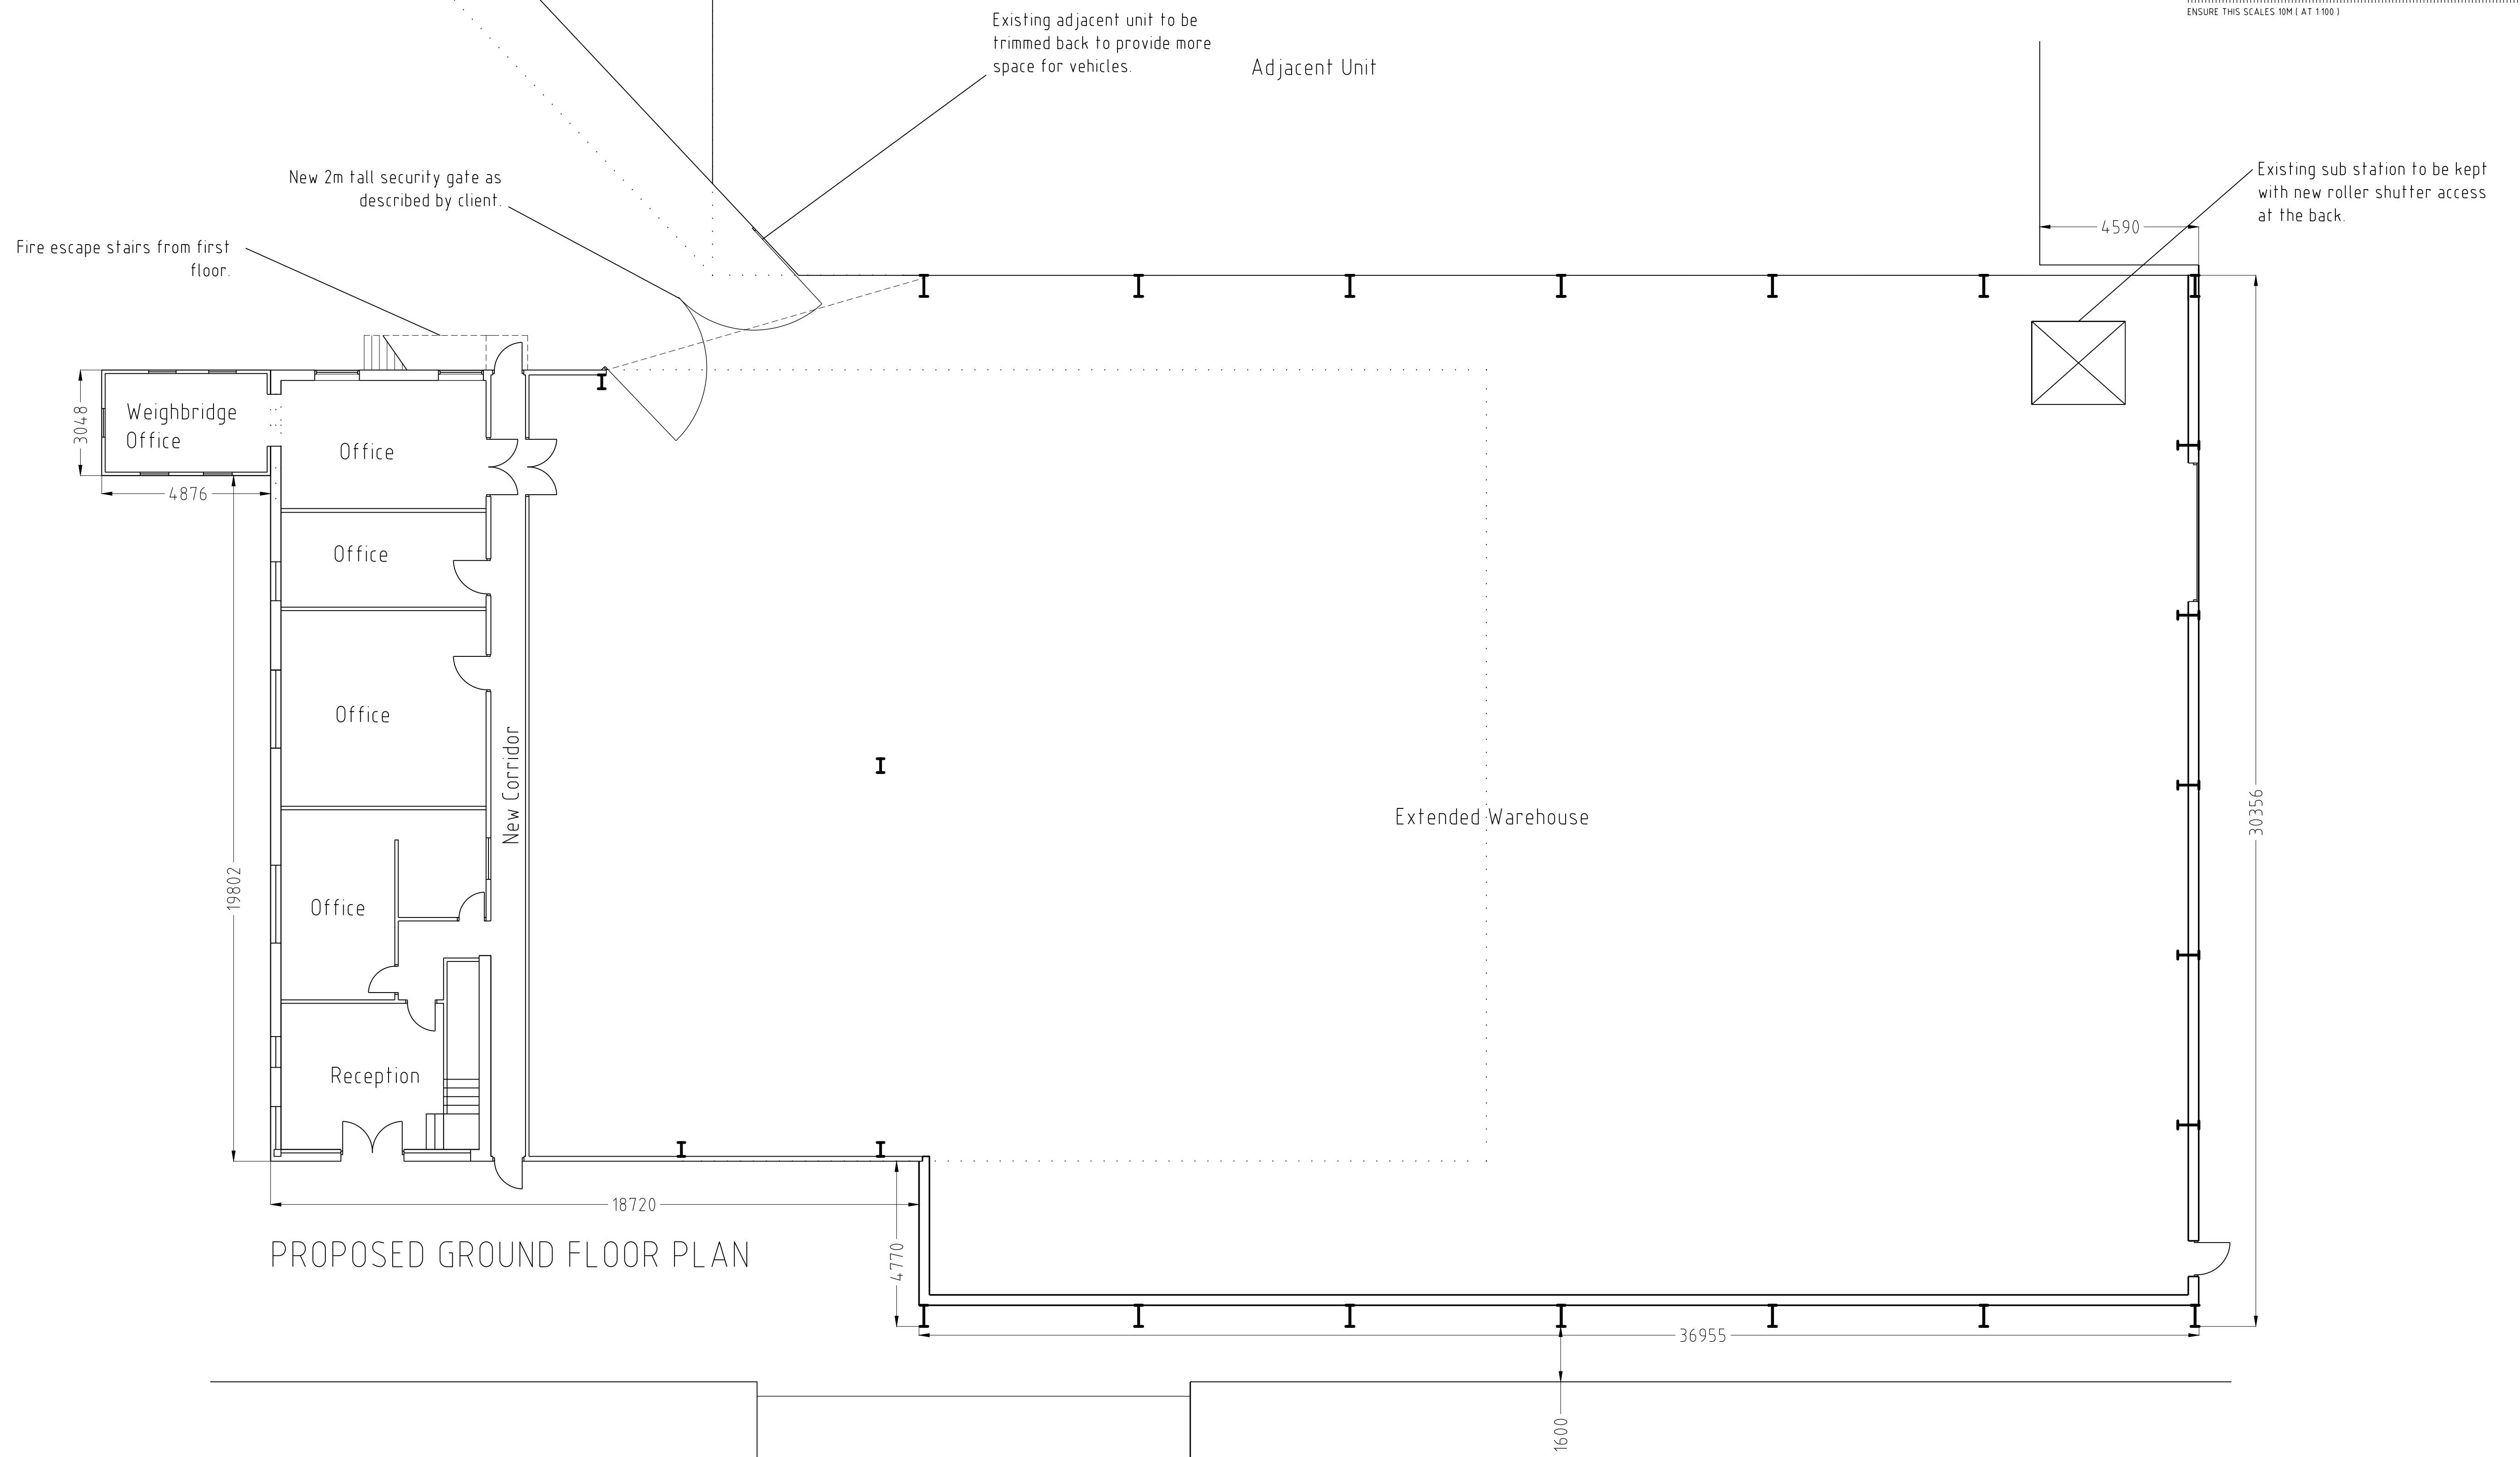 ENSURE THIS SCALES 10M ( AT 1:100 )
Existing adjacent unit to be
trimmed back to provide more
space for vehicles.
Adjacent Unit
New 2m tall security gate as
described by client.
Existing sub station to be kept
with new roller shutter access
at the back.
4590
Fire escape stairs from first
floor.
3048
Weighbridge
Office
4876
Office
Office
Office
New Corridor
Extended Warehouse
30356
19802
Office
Reception
18720
PROPOSED GROUND FLOOR PLAN
4770
36955
1600